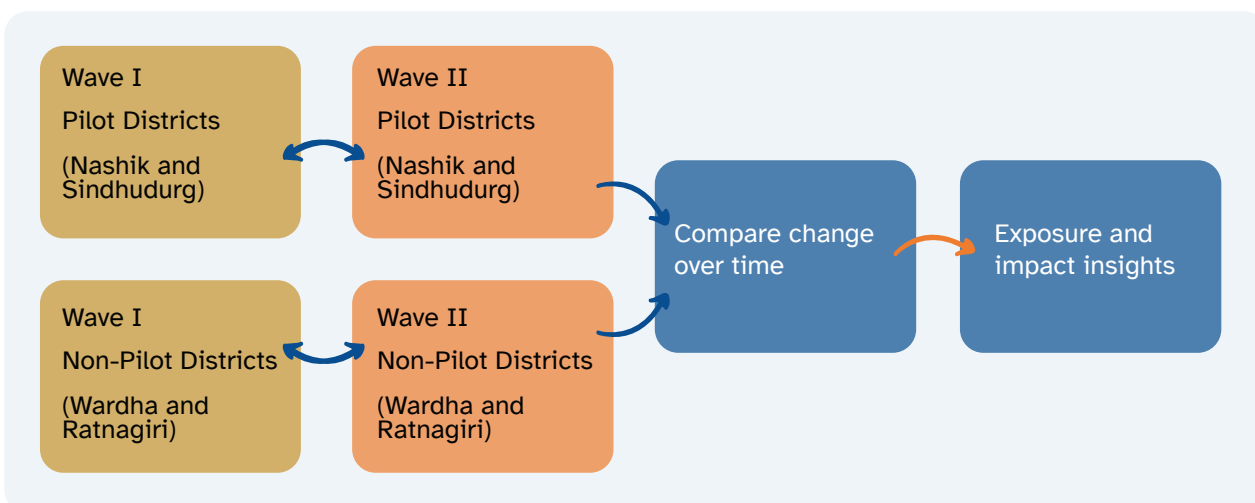 Wave I
Pilot Districts
(Nashik and
Sindhudurg)
Wave II
Pilot Districts
(Nashik and
Sindhudurg)
Wave I
Non-Pilot Districts
(Wardha and
Ratnagiri)
Wave II
Non-Pilot Districts
(Wardha and
Ratnagiri)
Compare change
over time
Exposure and
impact insights